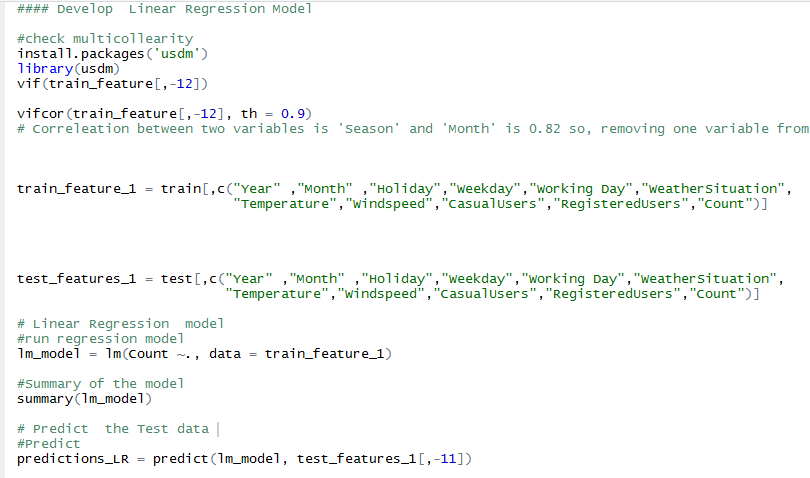 #### Develop  Linear Regression Model
#check multicollearity
install.packages('usdm')
library(usdm)
vif(train_feature[,-12])
vifcor(train_feature[,-12], th = 0.9)
# Correleation between two variables is 'Season' and 'Month' is 0.82 so, removing one variable from
train_feature_1 = train[,c("Year" ,"Month" ,"Holiday","Weekday","Working Day","WeatherSituation",
"Temperature","Windspeed","CasualUsers","RegisteredUsers","Count")]
test_features_1 = test[,c("Year" ,"Month" ,"Holiday","Weekday","Working Day","WeatherSituation",
"Temperature","Windspeed","CasualUsers","RegisteredUsers","Count")]
# Linear Regression  model
#run regression model
lm_model = lm(Count ~., data = train_feature_1)
#Summary of the model
summary(lm_model)
# Predict  the Test data
#Predict
predictions_LR = predict(lm_model, test_features_1[,-11])